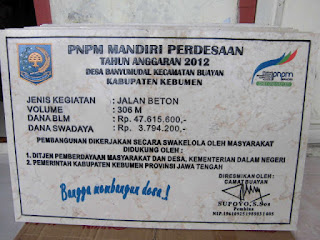 PNPM MANDIRI PERDESAAN
TAHUN ANGGARAN 2012
DESA BANYUMUDAL KECAMATAN BUAYAN
KABUPATEN KEBUMEN
pnpm
JENIS KEGIATAN : JALAN BETON
VOLUME : 306 M
DANA BLM : Rp. 47.615.600,-
DANA SWADAYA : Rp. 3.794.200,-
PEMBANGUNAN DIKERJAKAN SECARA SWAKELOLA OLEH MASYARAKAT
DIDUKUNG OLEH :
1. DITJEN PEMBERDAYAAN MASYARAKAT DAN DESA, KEMENTERIAN DALAM NEGERI
2. PEMERINTAH KABUPATEN KEBUMEN PROVINSI JAWA TENGAH
Bangga membangun desa..!
DIRESMIKAN OLEH :
CAMAT BUAYAN
SUPOYO, S.Sos
Pembina